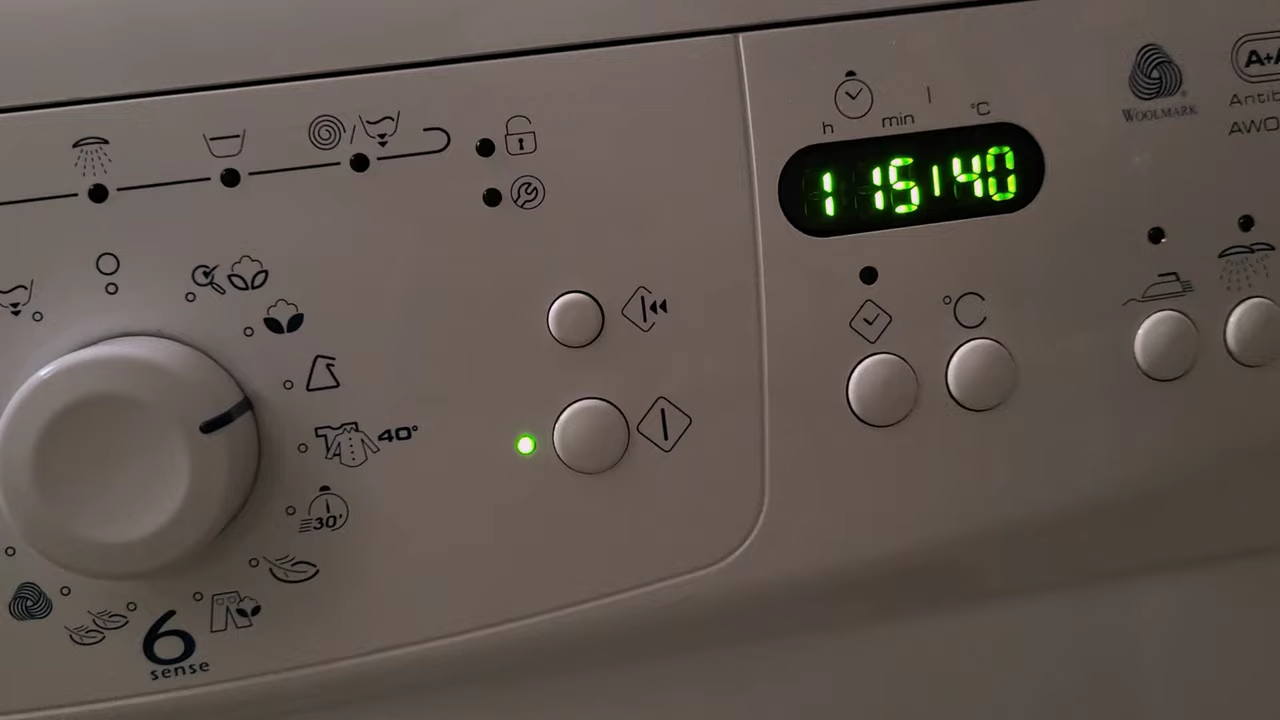 h min °C
1 15 40
WOOLMARK
A+A
Antib
AWO
°C
40°
30'
6
sense